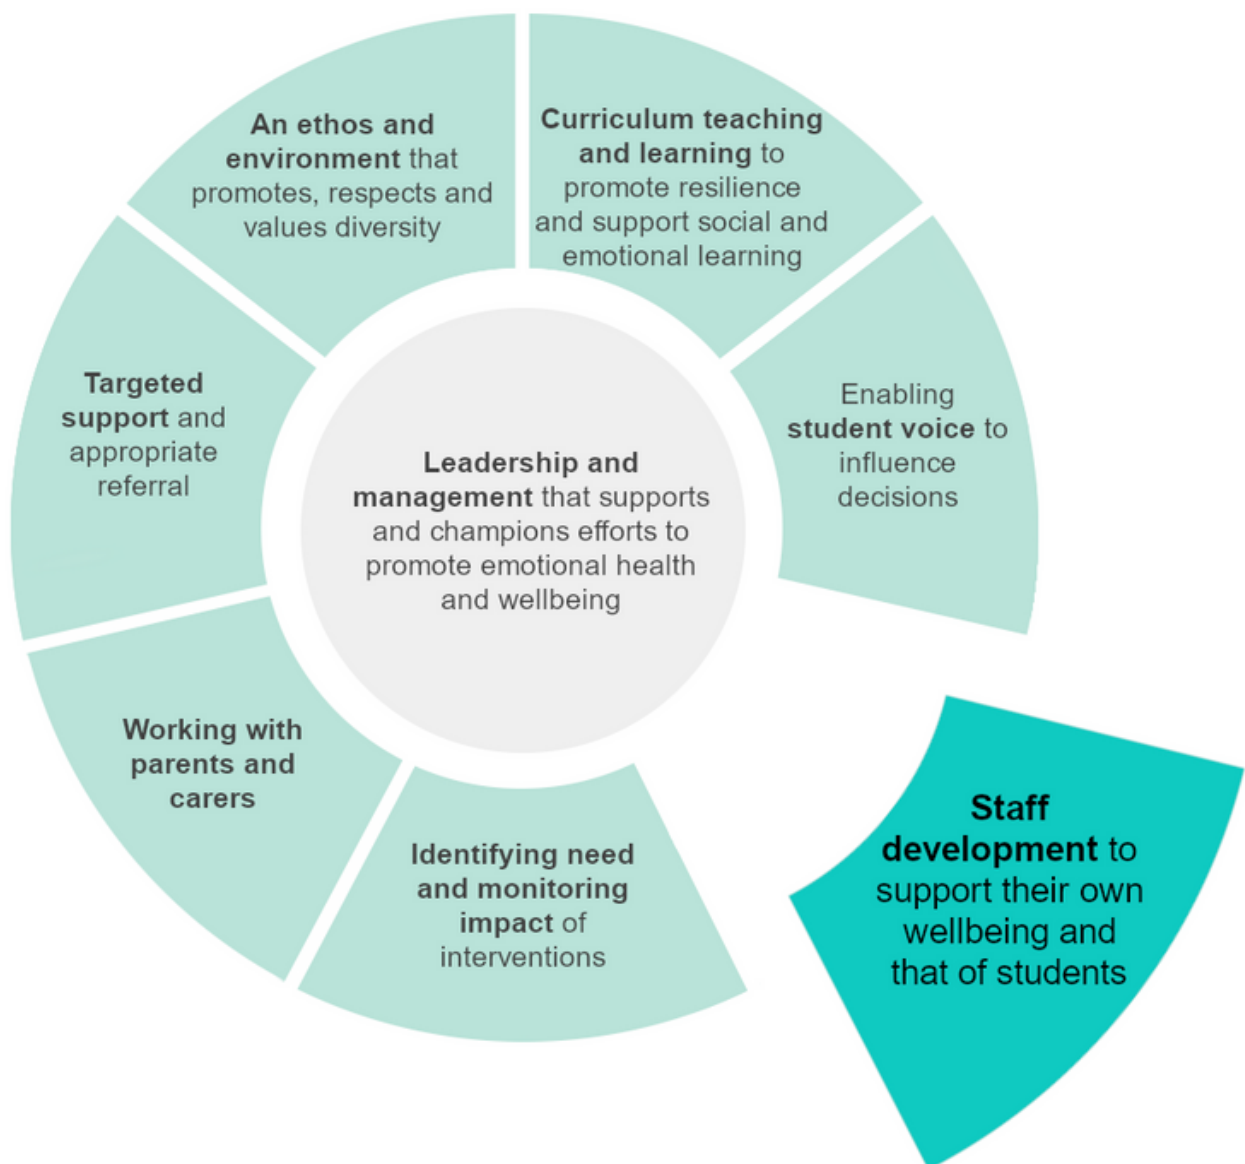 An ethos and
environment that
promotes, respects and
values diversity
Curriculum teaching
and learning to
promote resilience
and support social and
emotional learning
Enabling
student voice to
influence
decisions
Staff
development to
support their own
wellbeing and
that of students
Identifying need
and monitoring
impact of
interventions
Working with
parents and
carers
Targeted
support and
appropriate
referral
Leadership and
management that supports
and champions efforts to
promote emotional health
and wellbeing